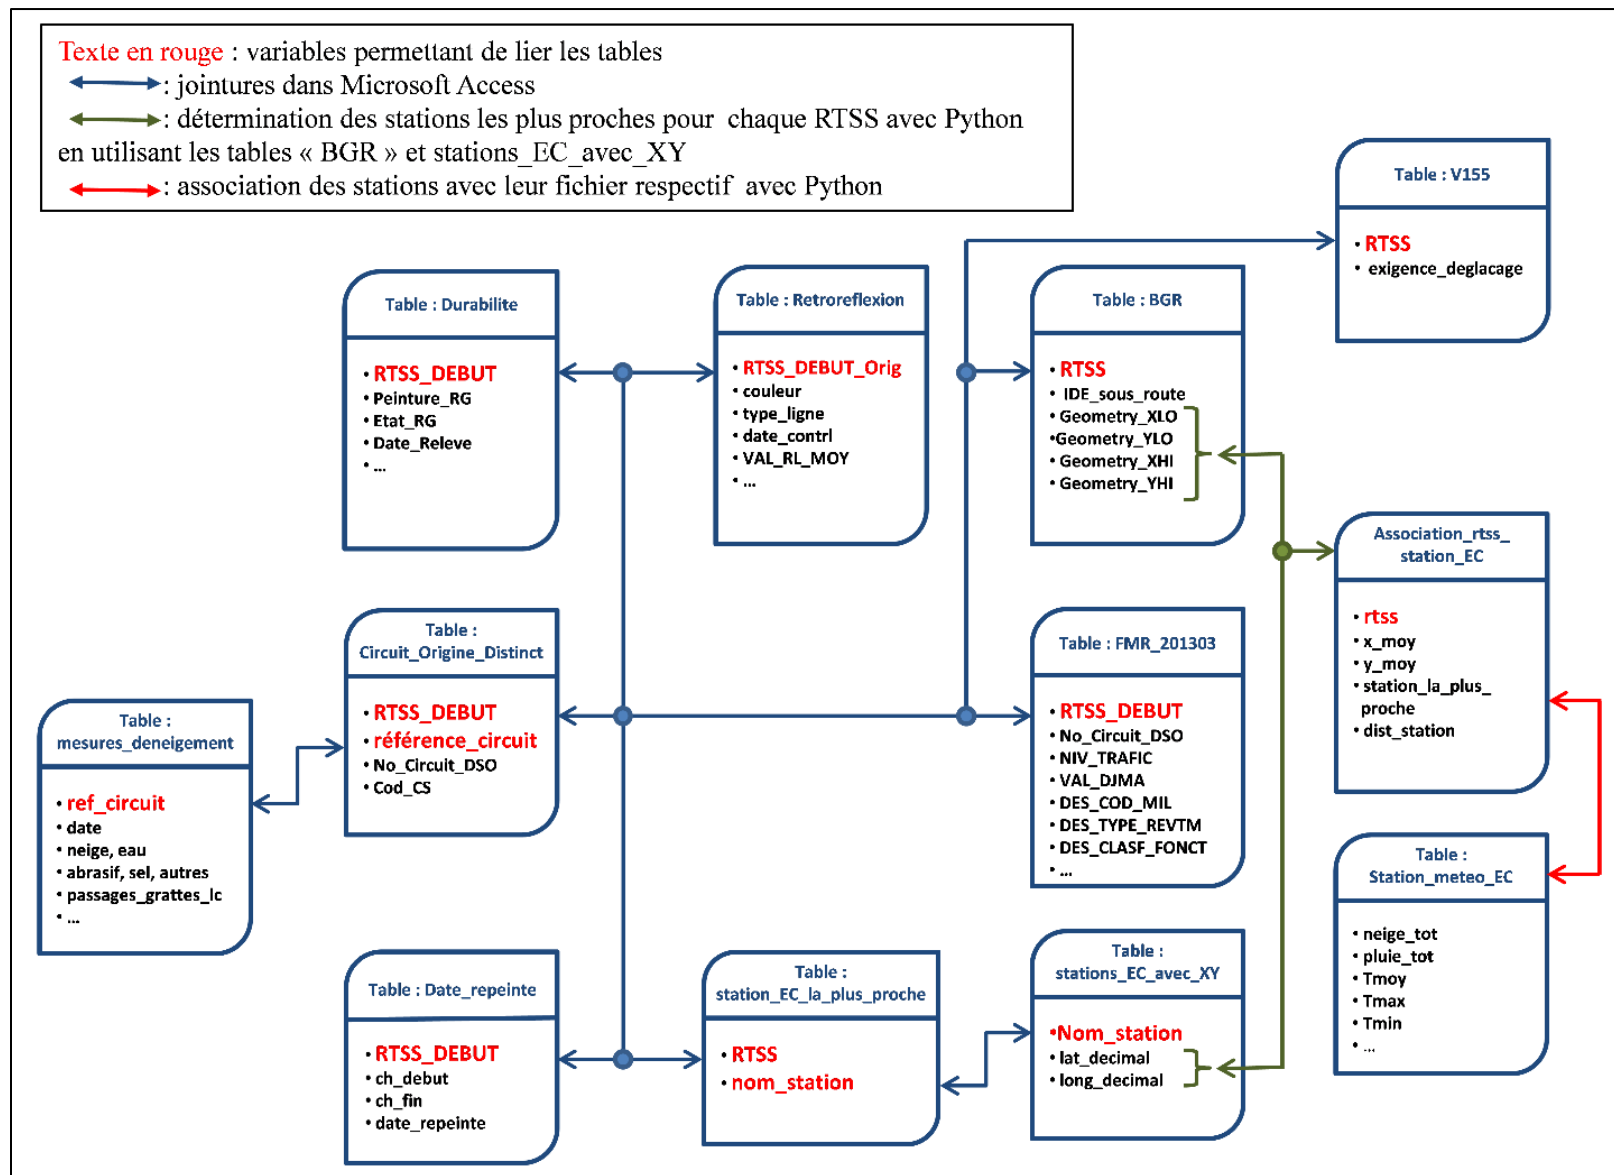 Texte en rouge : variables permettant de lier les tables
: jointures dans Microsoft Access
: détermination des stations les plus proches pour chaque RTSS avec Python
en utilisant les tables « BGR » et stations_EC_avec_XY
: association des stations avec leur fichier respectif avec Python
Table : V155
• RTSS
• exigence_deglacage
Table : Durabilite
• RTSS_DEBUT
• Peinture_RG
• Etat_RG
• Date_Releve
• ...
Table : Retroreflexion
• RTSS_DEBUT_Orig
• couleur
• type_ligne
• date_contrl
• VAL_RL_MOY
• ...
Table : BGR
• RTSS
• IDE_sous_route
• Geometry_XLO
•Geometry_YLO
• Geometry_XHI
• Geometry_YHI
Association_rtss_
station_EC
• rtss
• x_moy
• y_moy
• station_la_plus_
proche
• dist_station
Table :
Circuit_Origine_Distinct
• RTSS_DEBUT
• référence_circuit
• No_Circuit_DSO
• Cod_CS
Table : FMR_201303
• RTSS_DEBUT
• No_Circuit_DSO
• NIV_TRAFIC
• VAL_DJMA
• DES_COD_MIL
• DES_TYPE_REVTM
• DES_CLASF_FONCT
• ...
Table :
mesures_deneigement
• ref_circuit
• date
• neige, eau
• abrasif, sel, autres
• passages_grattes_lc
• ...
Table :
Station_meteo_EC
• neige_tot
• pluie_tot
• Tmoy
• Tmax
• Tmin
• ...
Table : Date_repeinte
• RTSS_DEBUT
• ch_debut
• ch_fin
• date_repeinte
Table :
station_EC_la_plus_proche
• RTSS
• nom_station
Table :
stations_EC_avec_XY
•Nom_station
• lat_decimal
• long_decimal